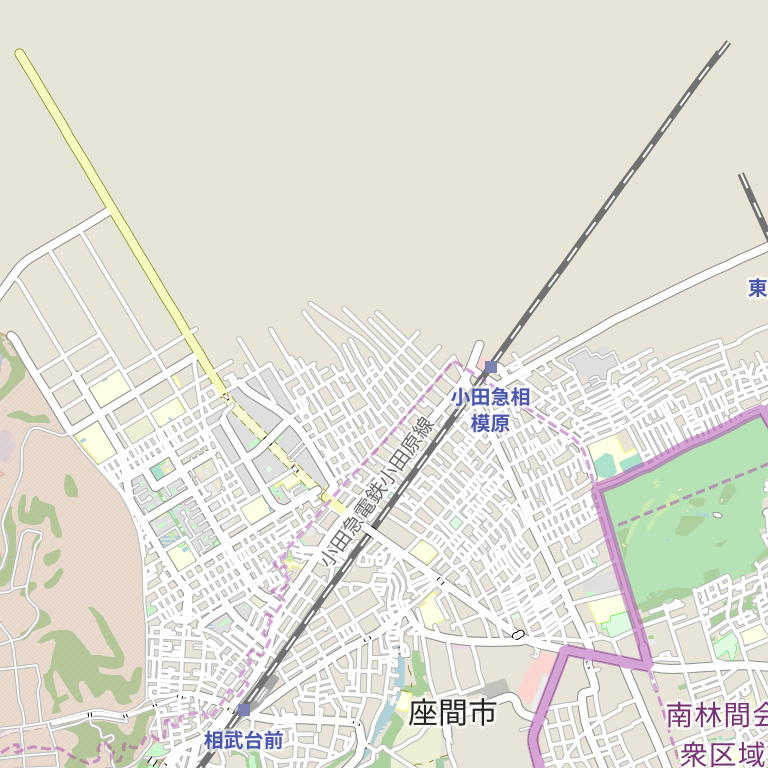 東
小田急相
模原
小田急電鉄小田原線
座間市
南林間会
衆区域
相武台前